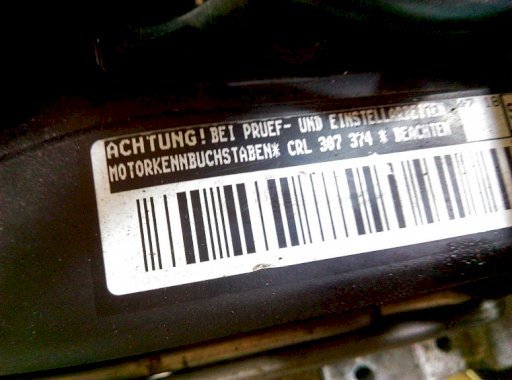 ACHTUNG! BEI PRUEF- UND EINSTELLARBEITEN
MOTORKENNBUCHSTABEN* CRL 307 374 * BEACHTEN